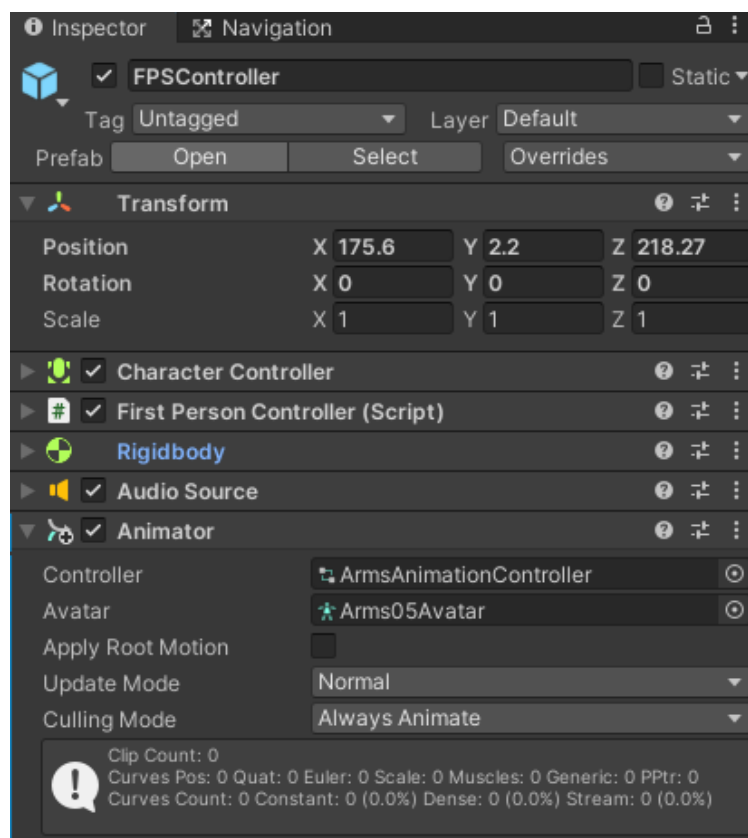 Inspector Navigation
FPSController Static
Tag Untagged Layer Default
Prefab Open Select Overrides
Transform
Position X 175.6 Y 2.2 Z 218.27
Rotation X 0 Y 0 Z 0
Scale X 1 Y 1 Z 1
Character Controller
# First Person Controller (Script)
Rigidbody
Audio Source
Animator
Controller ArmsAnimationController
Avatar Arms05Avatar
Apply Root Motion
Update Mode Normal
Culling Mode Always Animate
Clip Count: 0
Curves Pos: 0 Quat: 0 Euler: 0 Scale: 0 Muscles: 0 Generic: 0 PPtr: 0
Curves Count: 0 Constant: 0 (0.0%) Dense: 0 (0.0%) Stream: 0 (0.0%)